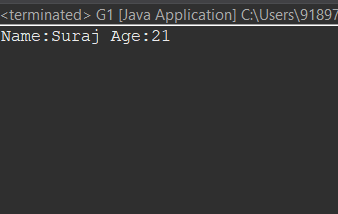 <terminated> G1 [Java Application] C:\Users\91897
Name:Suraj Age:21